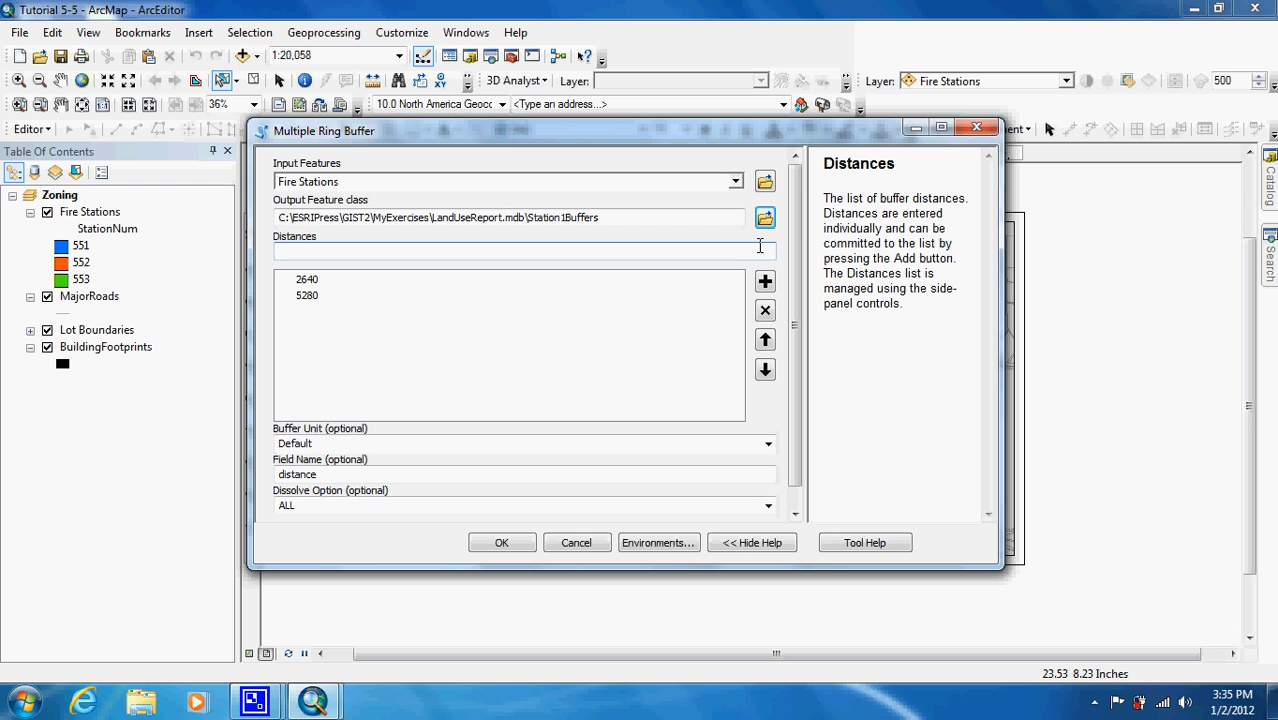 Tutorial 5-5 - ArcMap - ArcEditor
File Edit View Bookmarks Insert Selection Geoprocessing Customize Windows Help
1:20,058
3D Analyst Layer: Layer: Fire Stations 500
36% 10.0 North America Geoc <Type an address...>
Editor
Table Of Contents
Zoning
Fire Stations
StationNum
551
552
553
MajorRoads
Lot Boundaries
BuildingFootprints
Multiple Ring Buffer
Input Features
Fire Stations
Output Feature class
C:\ESRIPress\GIST2\MyExercises\LandUseReport.mdb\Station1Buffers
Distances
2640
5280
Buffer Unit (optional)
Default
Field Name (optional)
distance
Dissolve Option (optional)
ALL
OK Cancel Environments... << Hide Help Tool Help
Distances
The list of buffer distances.
Distances are entered
individually and can be
committed to the list by
pressing the Add button.
The Distances list is
managed using the side-
panel controls.
Catalog
Search
23.53 8.23 Inches
3:35 PM
1/2/2012